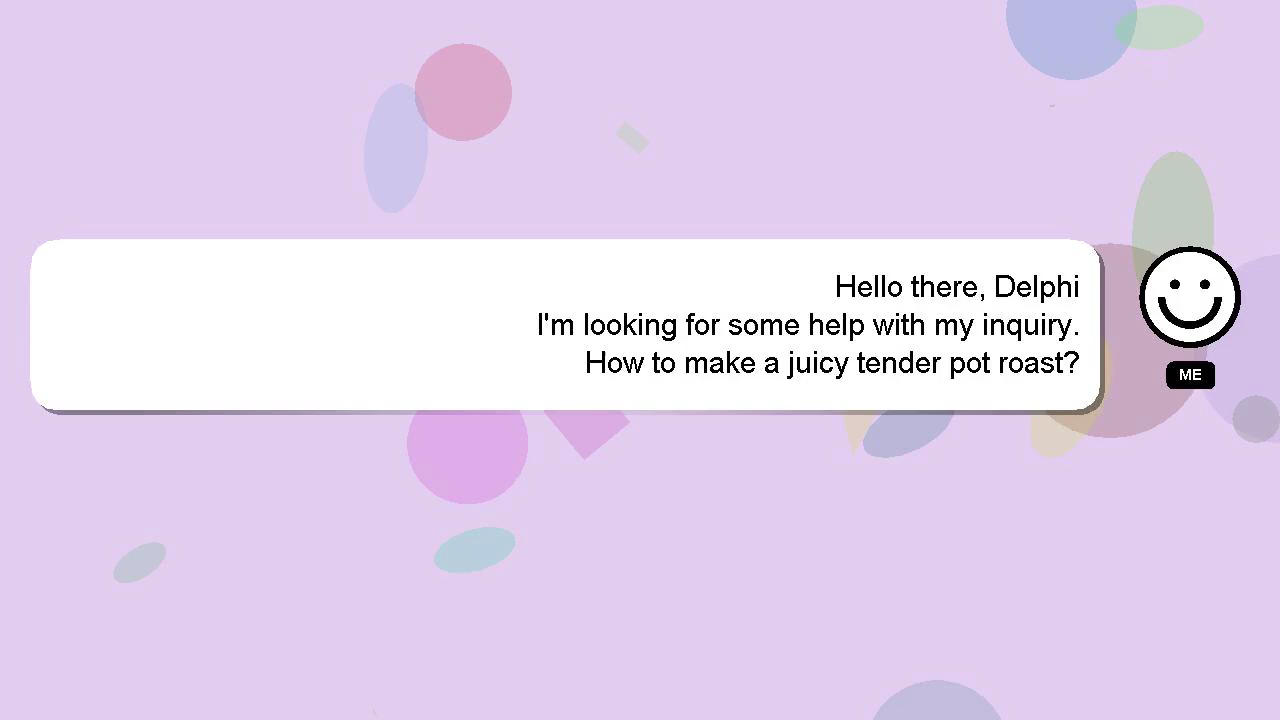 Hello there, Delphi
I'm looking for some help with my inquiry.
How to make a juicy tender pot roast?
ME